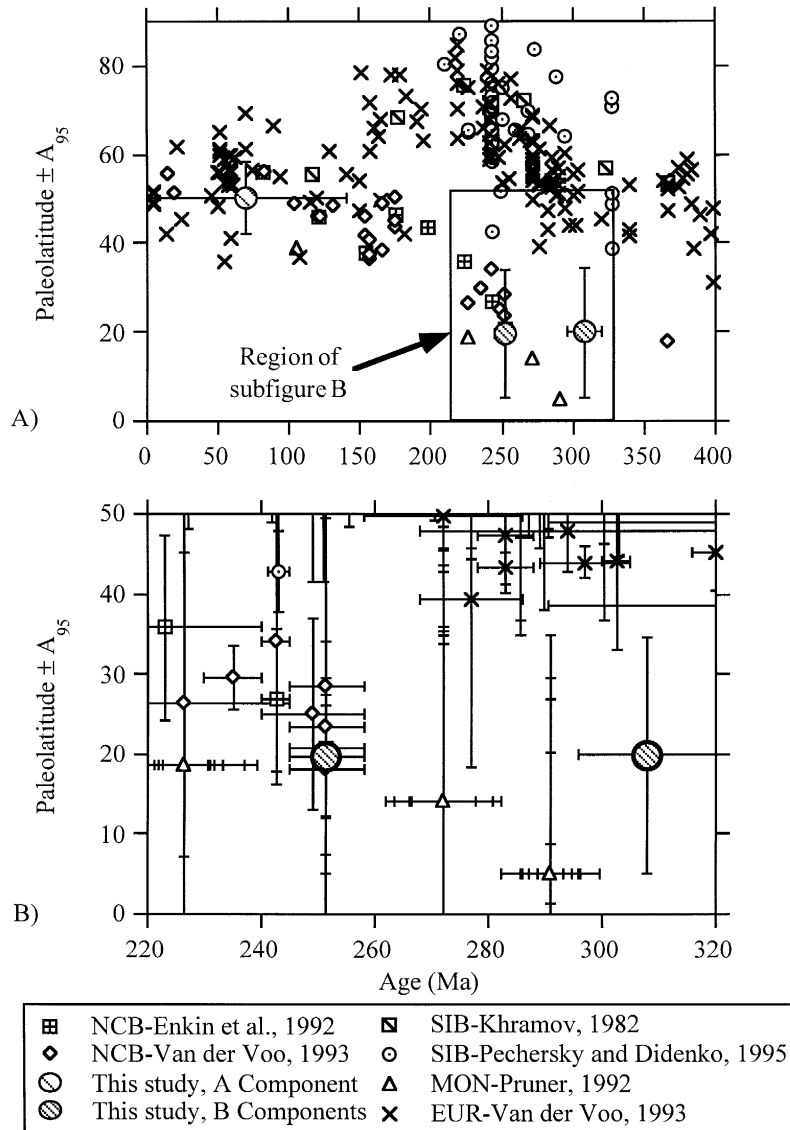 80
60
40
20
0
Paleolatitude ± A95
Region of
subfigure B
A)
0 50 100 150 200 250 300 350 400
50
40
30
20
10
0
Paleolatitude ± A95
B)
220 240 260 280 300 320
Age (Ma)
NCB-Enkin et al., 1992
NCB-Van der Voo, 1993
This study, A Component
This study, B Components
SIB-Khramov, 1982
SIB-Pechersky and Didenko, 1995
MON-Pruner, 1992
EUR-Van der Voo, 1993